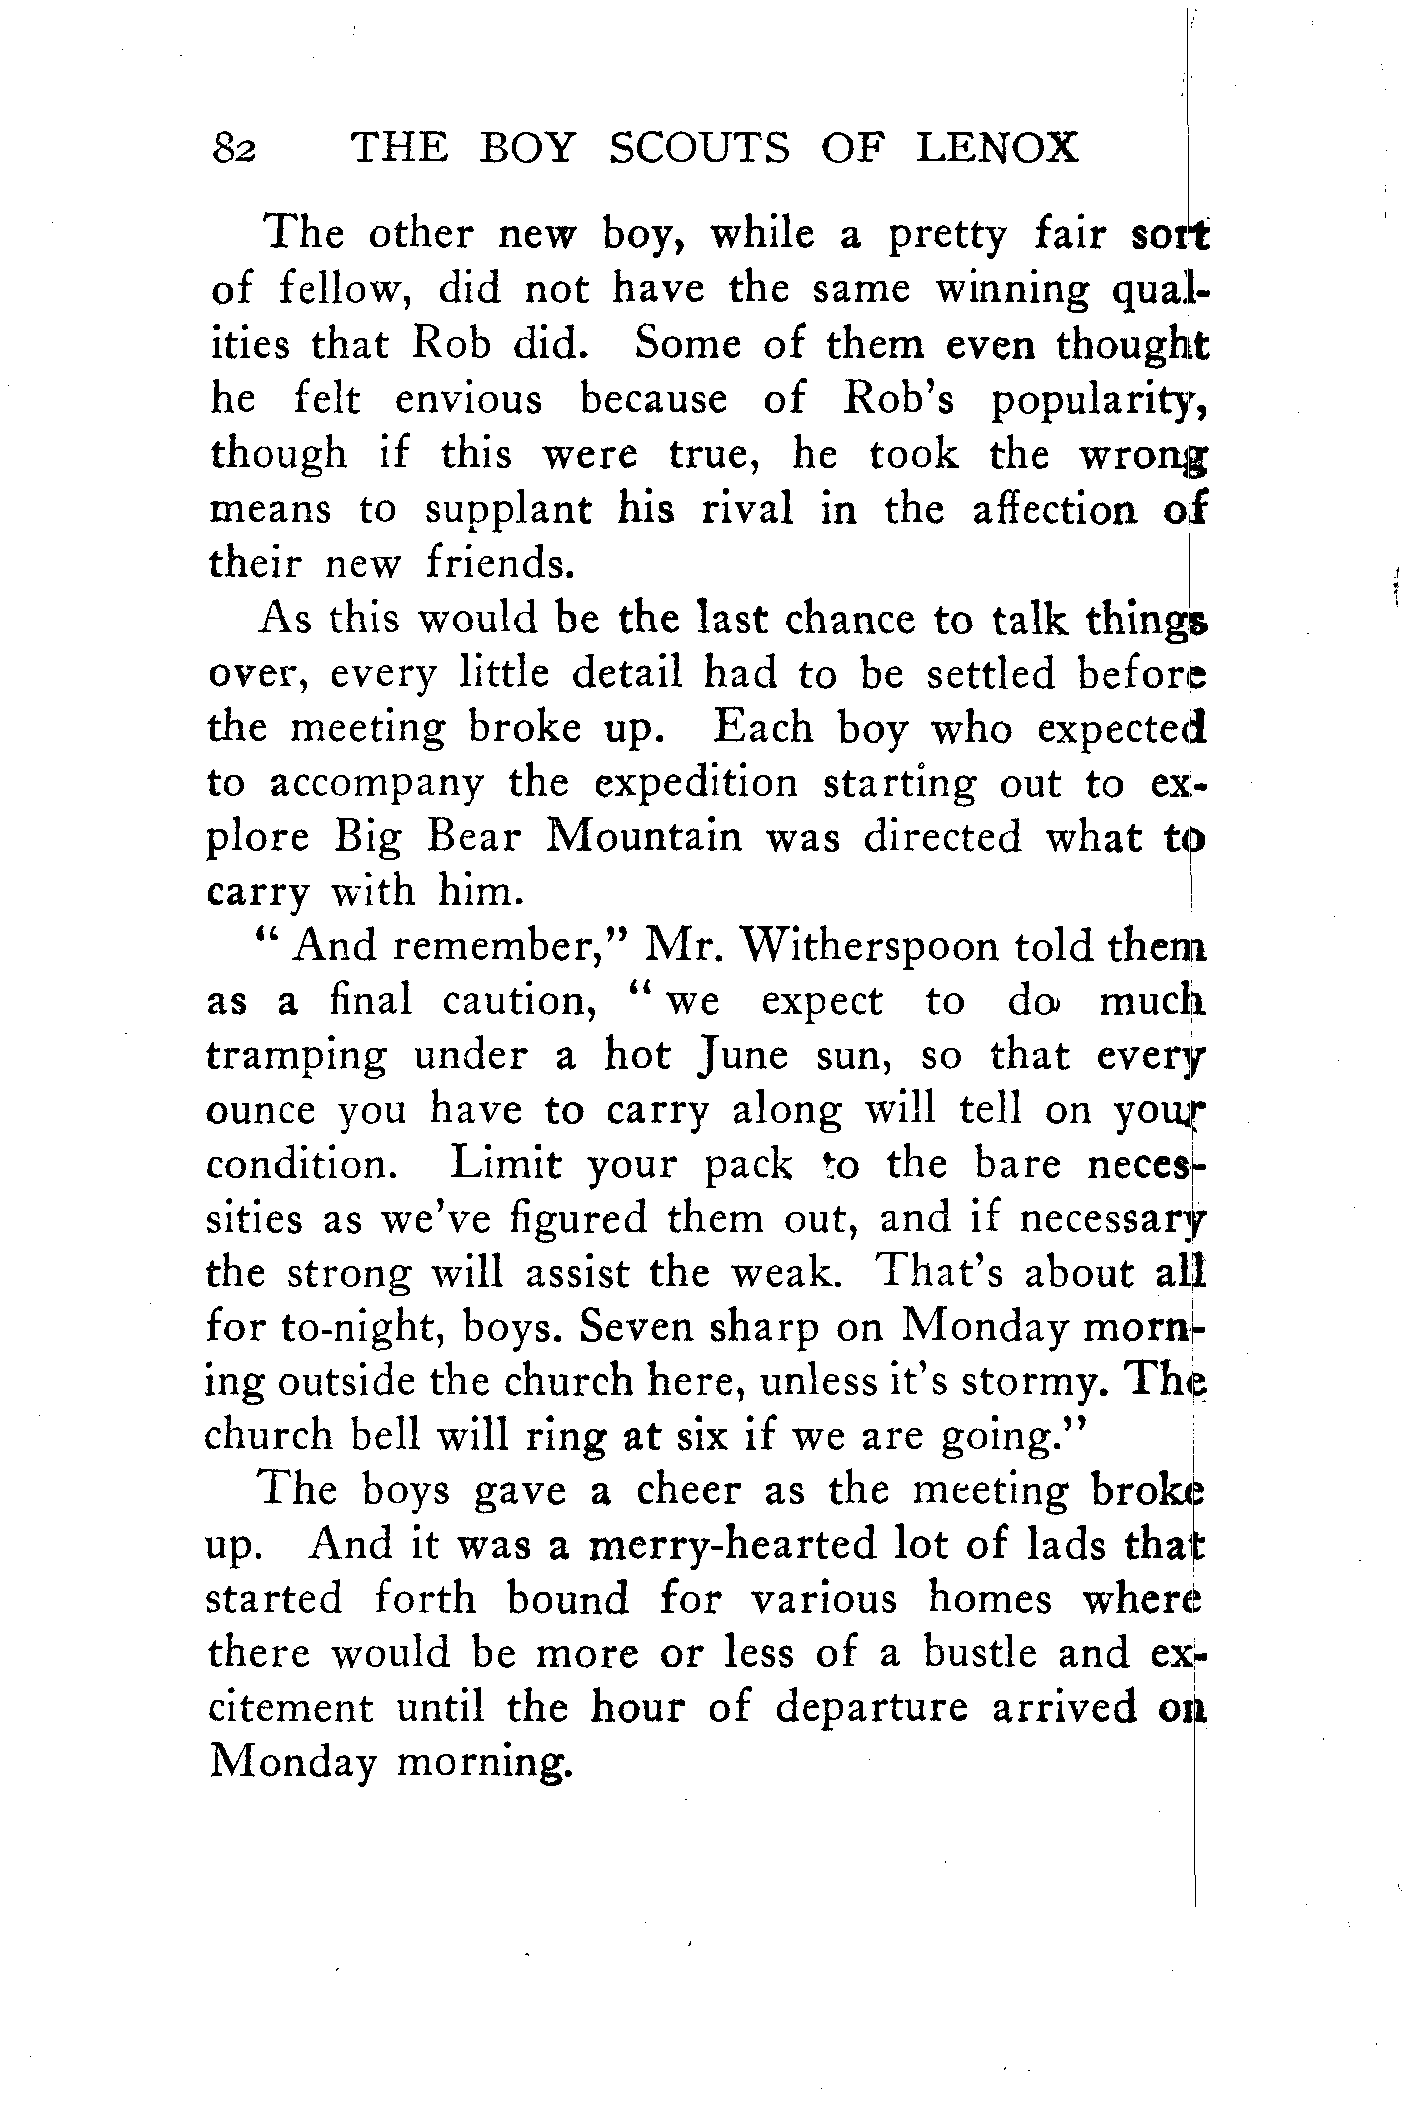 82 THE BOY SCOUTS OF LENOX
The other new boy, while a pretty fair sort
of fellow, did not have the same winning qual-
ities that Rob did. Some of them even thought
he felt envious because of Rob's popularity,
though if this were true, he took the wrong
means to supplant his rival in the affection of
their new friends.
As this would be the last chance to talk things
over, every little detail had to be settled before
the meeting broke up. Each boy who expected
to accompany the expedition starting out to ex-
plore Big Bear Mountain was directed what to
carry with him.
“ And remember,” Mr. Witherspoon told them
as a final caution, “ we expect to do much
tramping under a hot June sun, so that every
ounce you have to carry along will tell on your
condition. Limit your pack to the bare neces-
sities as we've figured them out, and if necessary
the strong will assist the weak. That's about all
for to-night, boys. Seven sharp on Monday morn-
ing outside the church here, unless it's stormy. The
church bell will ring at six if we are going.”
The boys gave a cheer as the meeting broke
up. And it was a merry-hearted lot of lads that
started forth bound for various homes where
there would be more or less of a bustle and ex-
citement until the hour of departure arrived on
Monday morning.